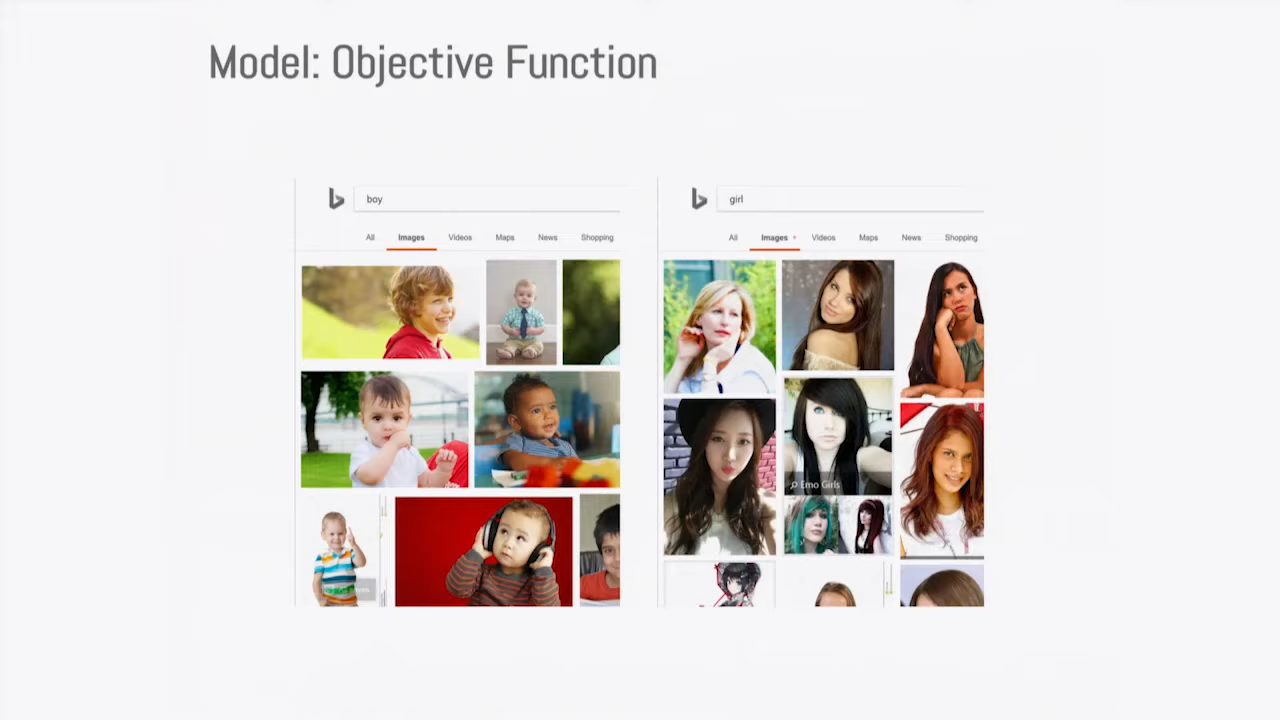 Model: Objective Function
boy
All Images Videos Maps News Shopping
girl
All Images Videos Maps News Shopping
Emo Girls